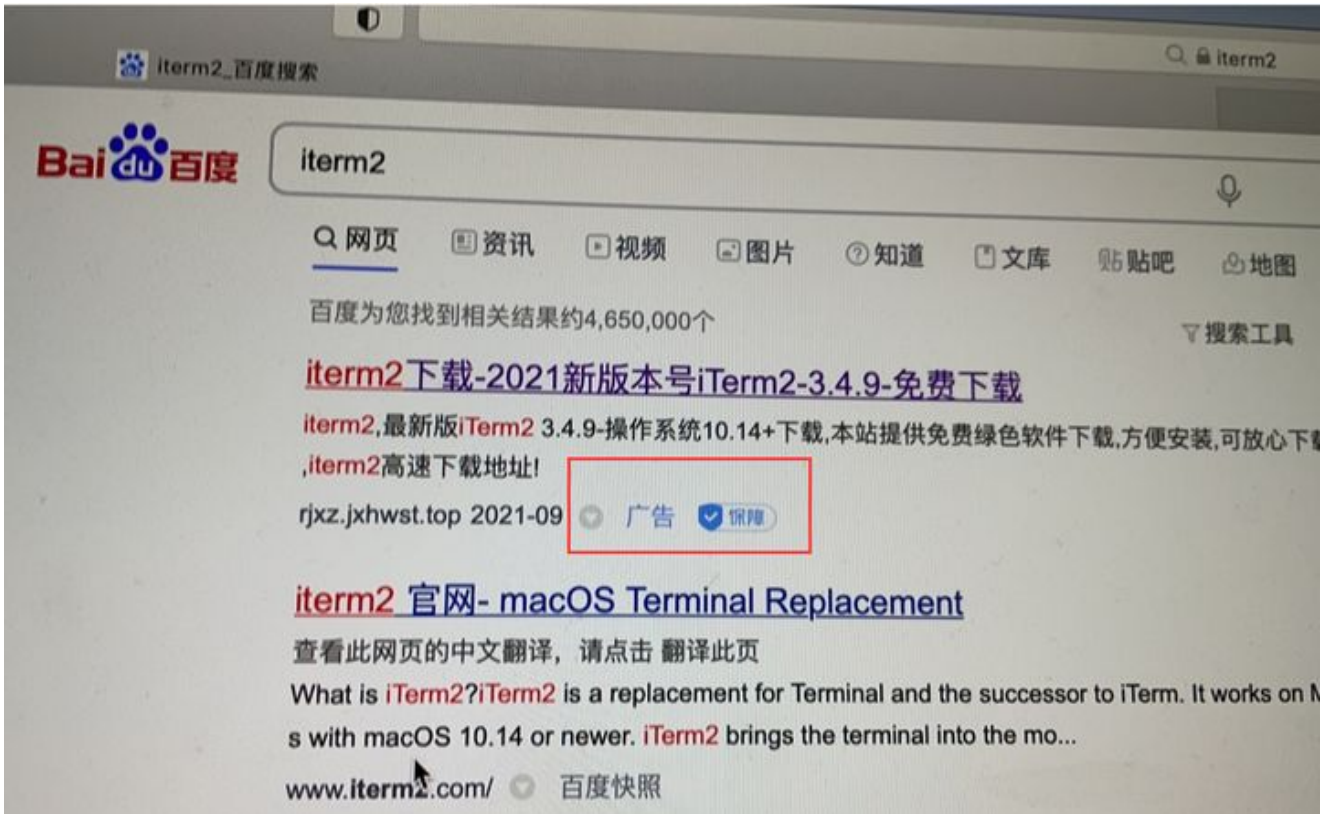 iterm2
iterm2_百度搜索
Bai du 百度
iterm2
网页 资讯 视频 图片 知道 文库 贴吧 地图
百度为您找到相关结果约4,650,000个
搜索工具
iterm2下载-2021新版本号iTerm2-3.4.9-免费下载
iterm2,最新版iTerm2 3.4.9-操作系统10.14+下载,本站提供免费绿色软件下载,方便安装,可放心下载
,iterm2高速下载地址!
rjxz.jxhwst.top 2021-09 广告 保障
iterm2 官网- macOS Terminal Replacement
查看此网页的中文翻译，请点击 翻译此页
What is iTerm2?iTerm2 is a replacement for Terminal and the successor to iTerm. It works on M
s with macOS 10.14 or newer. iTerm2 brings the terminal into the mo...
www.iterm2.com/ 百度快照